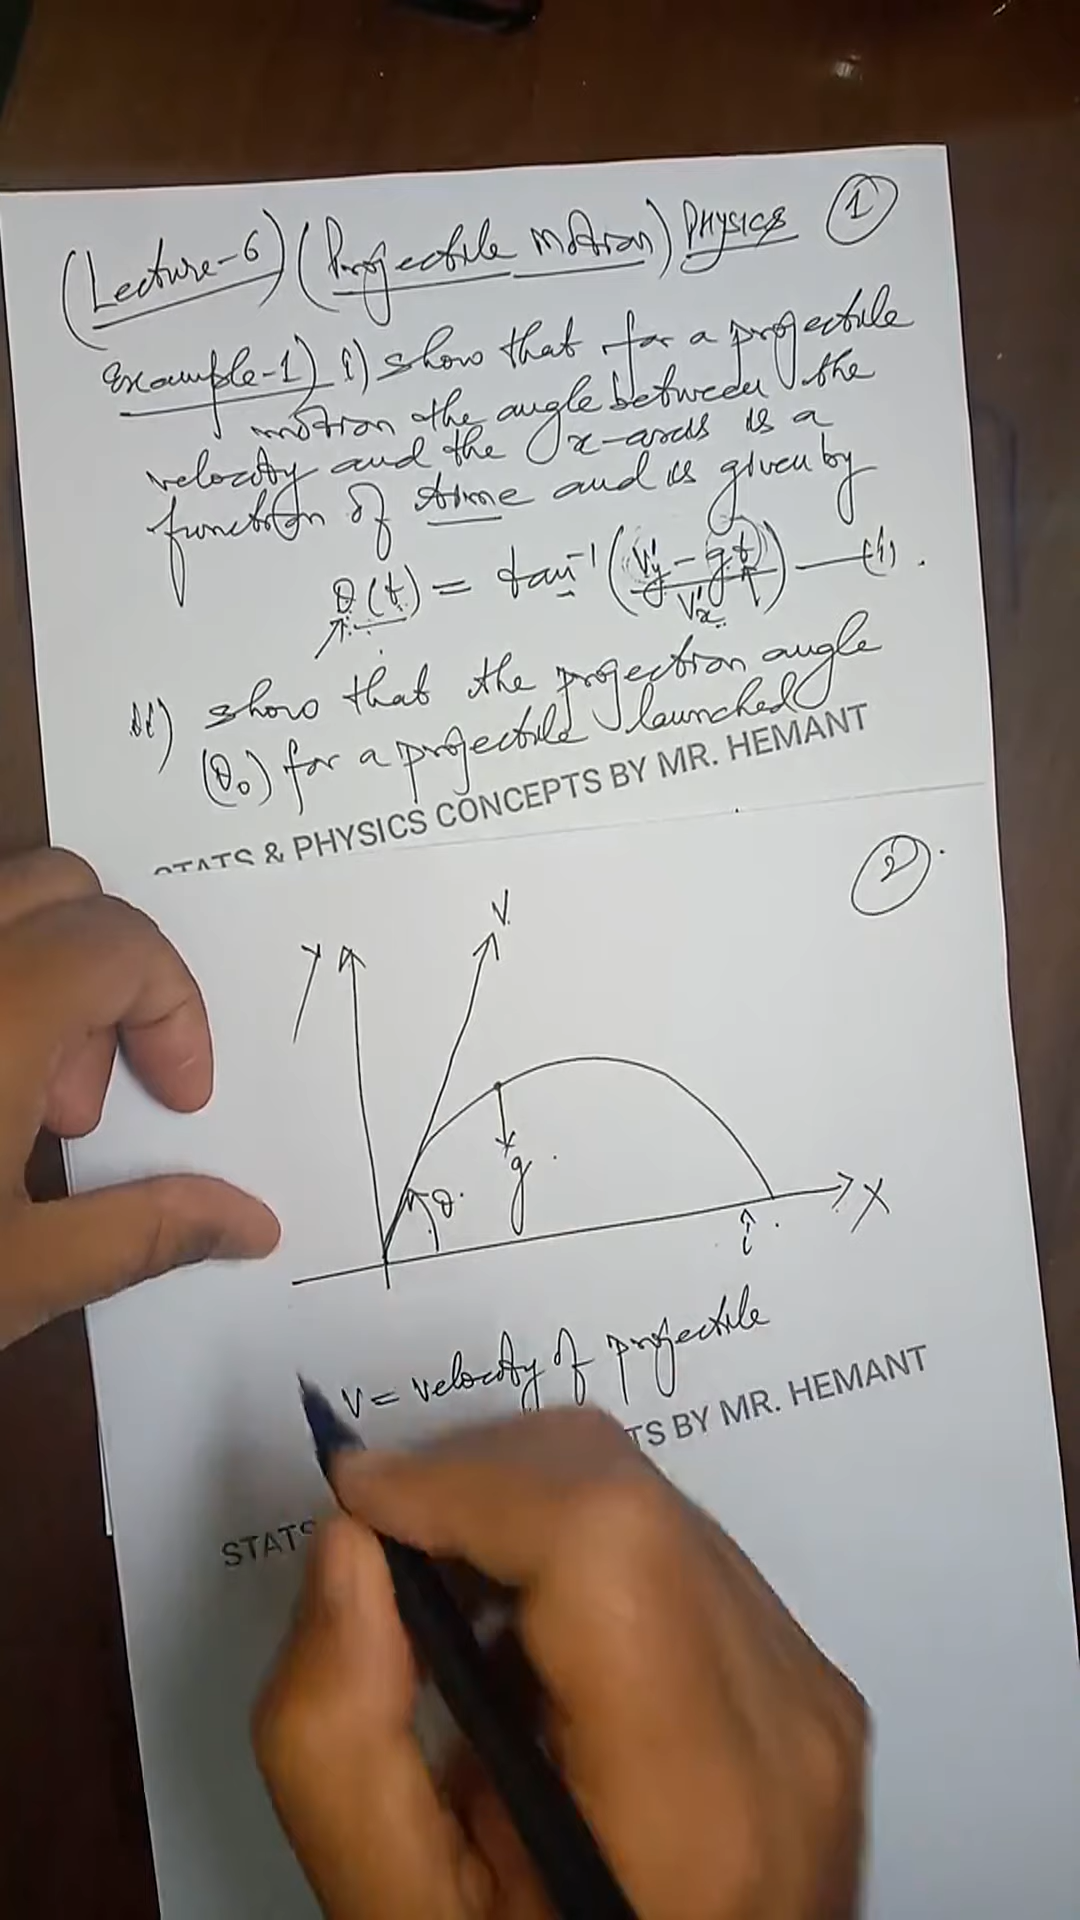 (Lecture-6) (Projectile motion) Physics ①
Example-1) i) show that for a projectile
motion the angle between the
velocity and the x-axis is a
function of time and is given by
θ(t) = tan⁻¹ ((Vy' - gt)/Vx') —(1).
ii) show that the projection angle
(θ₀) for a projectile launched
STATS & PHYSICS CONCEPTS BY MR. HEMANT
②.
V
Y
g
θ
X
i
V = velocity of projectile
TS BY MR. HEMANT
STATS